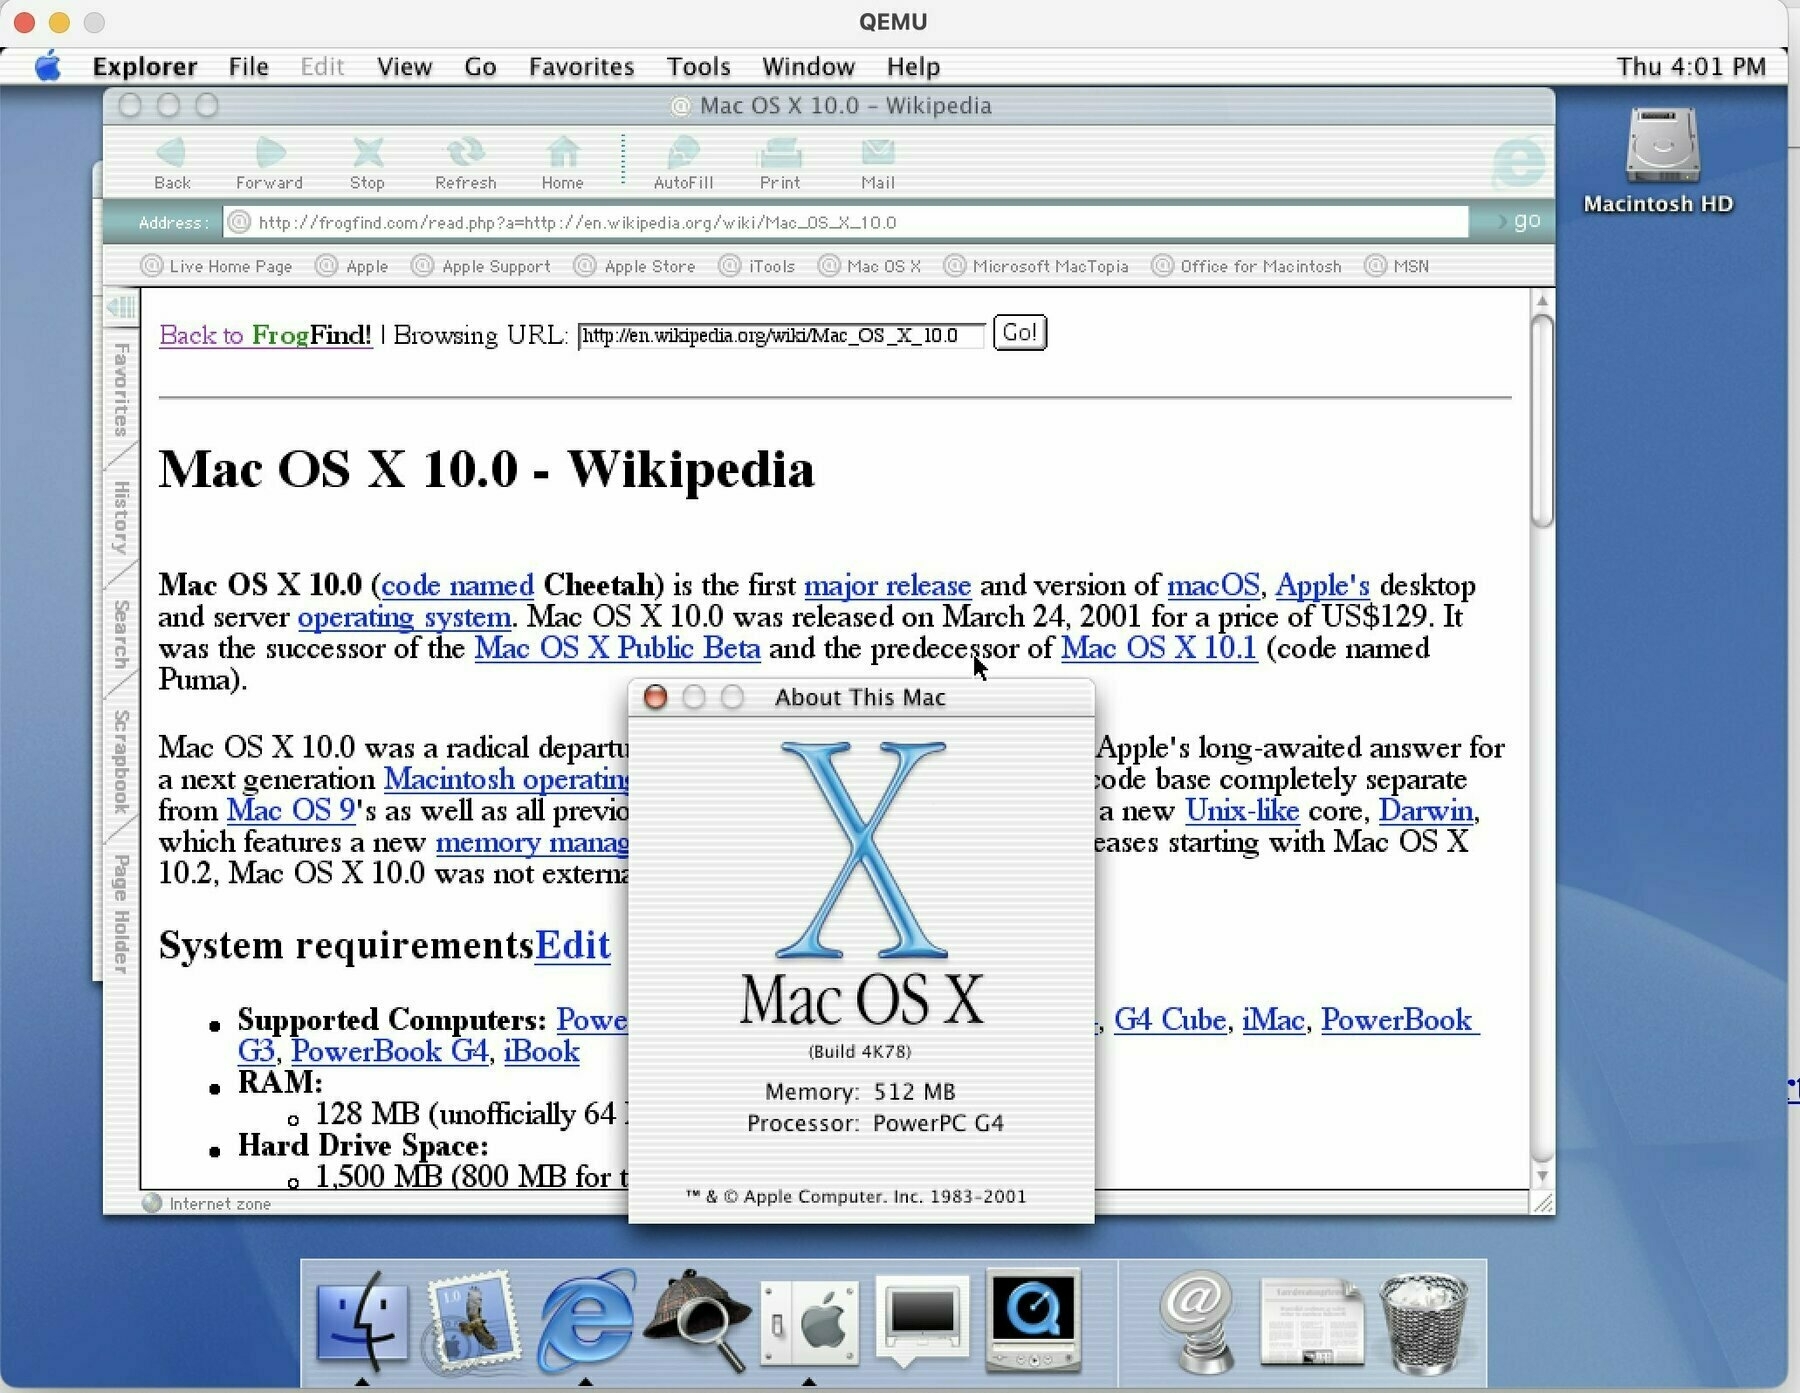 QEMU
Explorer File Edit View Go Favorites Tools Window Help Thu 4:01 PM
Mac OS X 10.0 - Wikipedia
Back Forward Stop Refresh Home AutoFill Print Mail
Macintosh HD
Address: http://frogfind.com/read.php?a=http://en.wikipedia.org/wiki/Mac_OS_X_10.0 go
Live Home Page Apple Apple Support Apple Store iTools Mac OS X Microsoft MacTopia Office for Macintosh MSN
Favorites
History
Search
Scrapbook
Page Holder
Back to FrogFind! | Browsing URL: http://en.wikipedia.org/wiki/Mac_OS_X_10.0 Go!
Mac OS X 10.0 - Wikipedia
Mac OS X 10.0 (code named Cheetah) is the first major release and version of macOS, Apple's desktop
and server operating system. Mac OS X 10.0 was released on March 24, 2001 for a price of US$129. It
was the successor of the Mac OS X Public Beta and the predecessor of Mac OS X 10.1 (code named
Puma).
Mac OS X 10.0 was a radical departu Apple's long-awaited answer for
a next generation Macintosh operating code base completely separate
from Mac OS 9's as well as all previo a new Unix-like core, Darwin,
which features a new memory manag eases starting with Mac OS X
10.2, Mac OS X 10.0 was not externa
System requirementsEdit
Supported Computers: Powe , G4 Cube, iMac, PowerBook
G3, PowerBook G4, iBook
RAM:
128 MB (unofficially 64
Hard Drive Space:
1,500 MB (800 MB for t
Internet zone
About This Mac
Mac OS X
(Build 4K78)
Memory: 512 MB
Processor: PowerPC G4
™ & © Apple Computer. Inc. 1983-2001
1.0
@